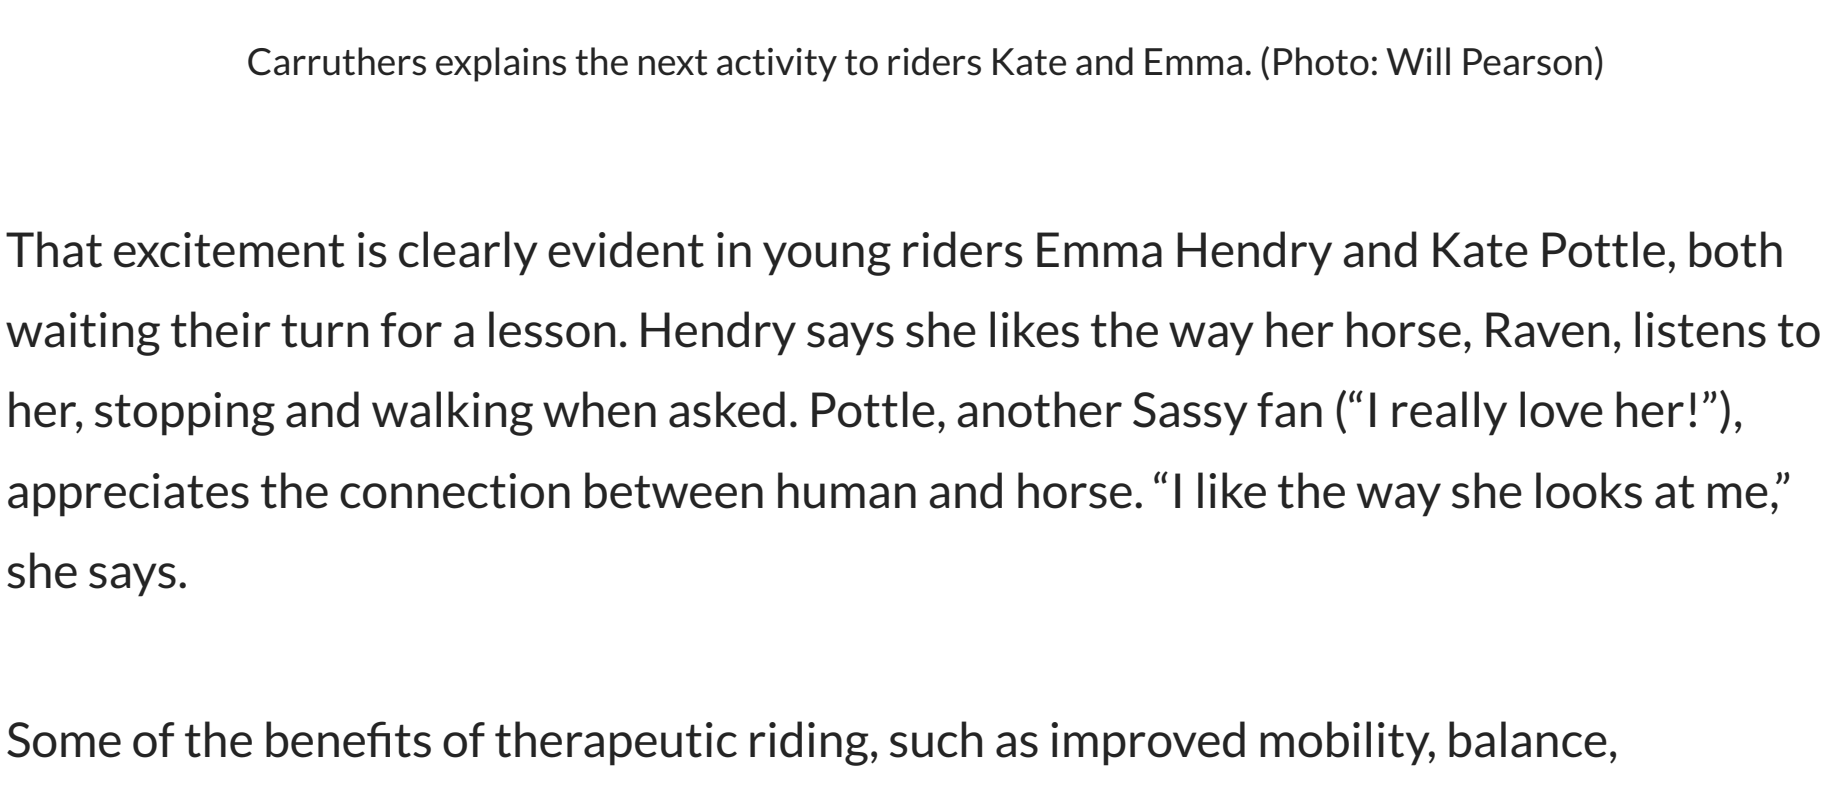 Carruthers explains the next activity to riders Kate and Emma. (Photo: Will Pearson)
That excitement is clearly evident in young riders Emma Hendry and Kate Pottle, both
waiting their turn for a lesson. Hendry says she likes the way her horse, Raven, listens to
her, stopping and walking when asked. Pottle, another Sassy fan (“I really love her!”),
appreciates the connection between human and horse. “I like the way she looks at me,”
she says.
Some of the benefits of therapeutic riding, such as improved mobility, balance,